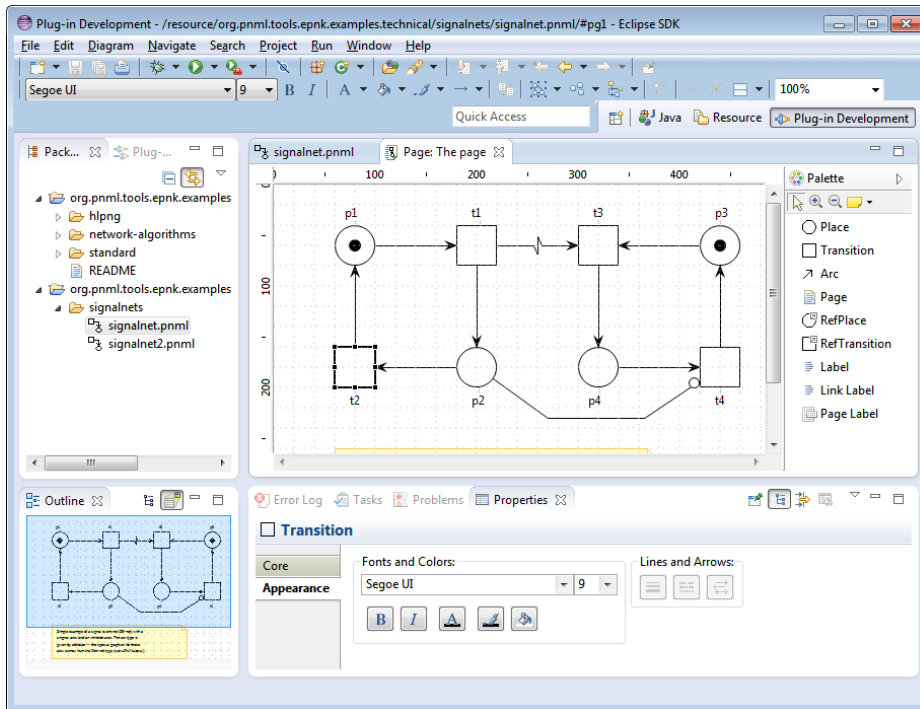 Plug-in Development - /resource/org.pnml.tools.epnk.examples.technical/signalnets/signalnet.pnml/#pg1 - Eclipse SDK
File Edit Diagram Navigate Search Project Run Window Help
Segoe UI 9 B I A 100%
Quick Access Java Resource Plug-in Development
Pack... Plug-... signalnet.pnml Page: The page
0 100 200 300 400 Palette
org.pnml.tools.epnk.examples
hlpng
network-algorithms
standard
README
org.pnml.tools.epnk.examples
signalnets
signalnet.pnml
signalnet2.pnml
p1 t1 t3 p3
100
200
t2 p2 p4 t4
Place
Transition
Arc
Page
RefPlace
RefTransition
Label
Link Label
Page Label
Outline Error Log Tasks Problems Properties
Transition
Core
Appearance
Fonts and Colors: Lines and Arrows:
Segoe UI 9
B I A